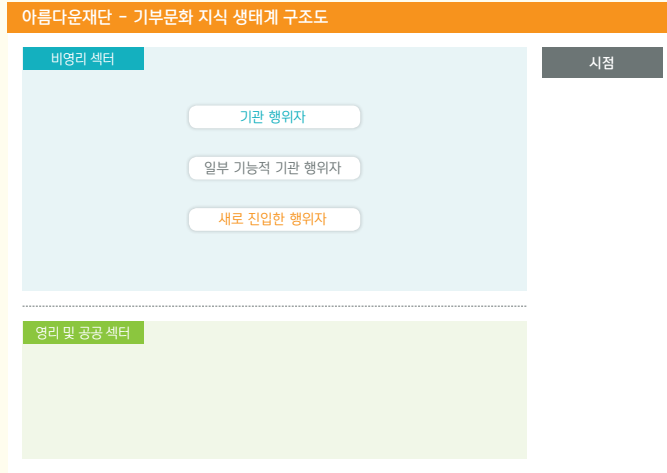 아름다운재단 - 기부문화 지식 생태계 구조도
비영리 섹터
시점
기관 행위자
일부 기능적 기관 행위자
새로 진입한 행위자
영리 및 공공 섹터